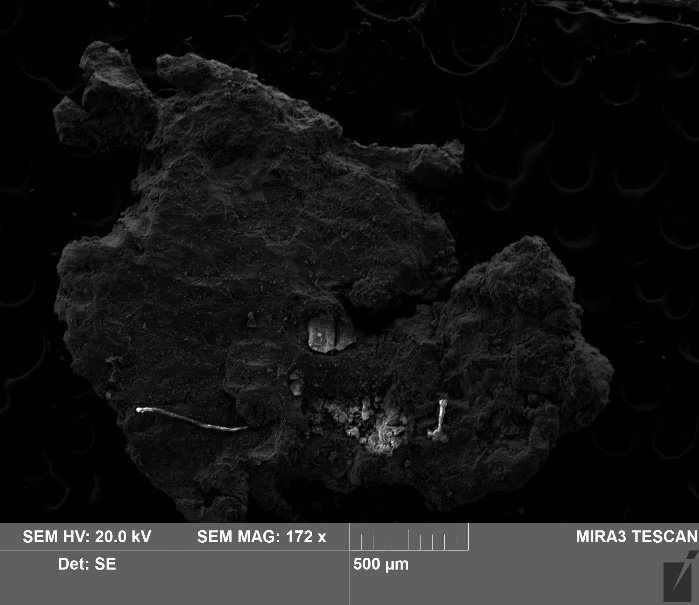 SEM HV: 20.0 kV SEM MAG: 172 x MIRA3 TESCAN
Det: SE 500 µm